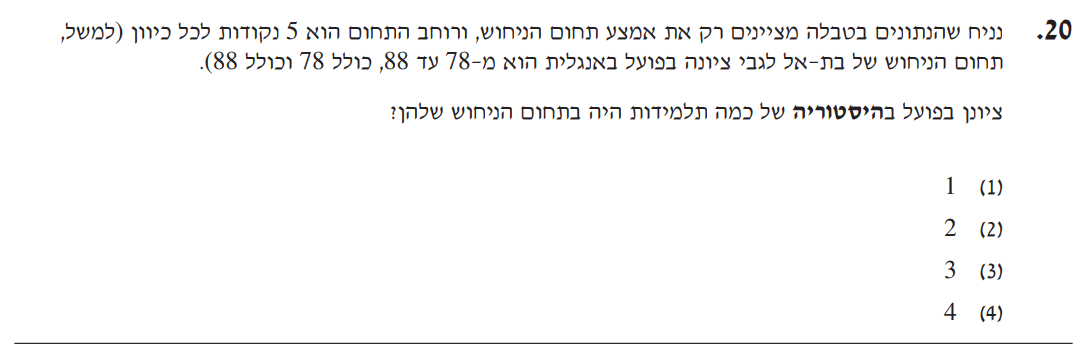 20. נניח שהנתונים בטבלה מציינים רק את אמצע תחום הניחוש, ורוחב התחום הוא 5 נקודות לכל כיוון (למשל,
תחום הניחוש של בת-אל לגבי ציונה בפועל באנגלית הוא מ-78 עד 88, כולל 78 וכולל 88).
ציונן בפועל בהיסטוריה של כמה תלמידות היה בתחום הניחוש שלהן?
(1) 1
(2) 2
(3) 3
(4) 4